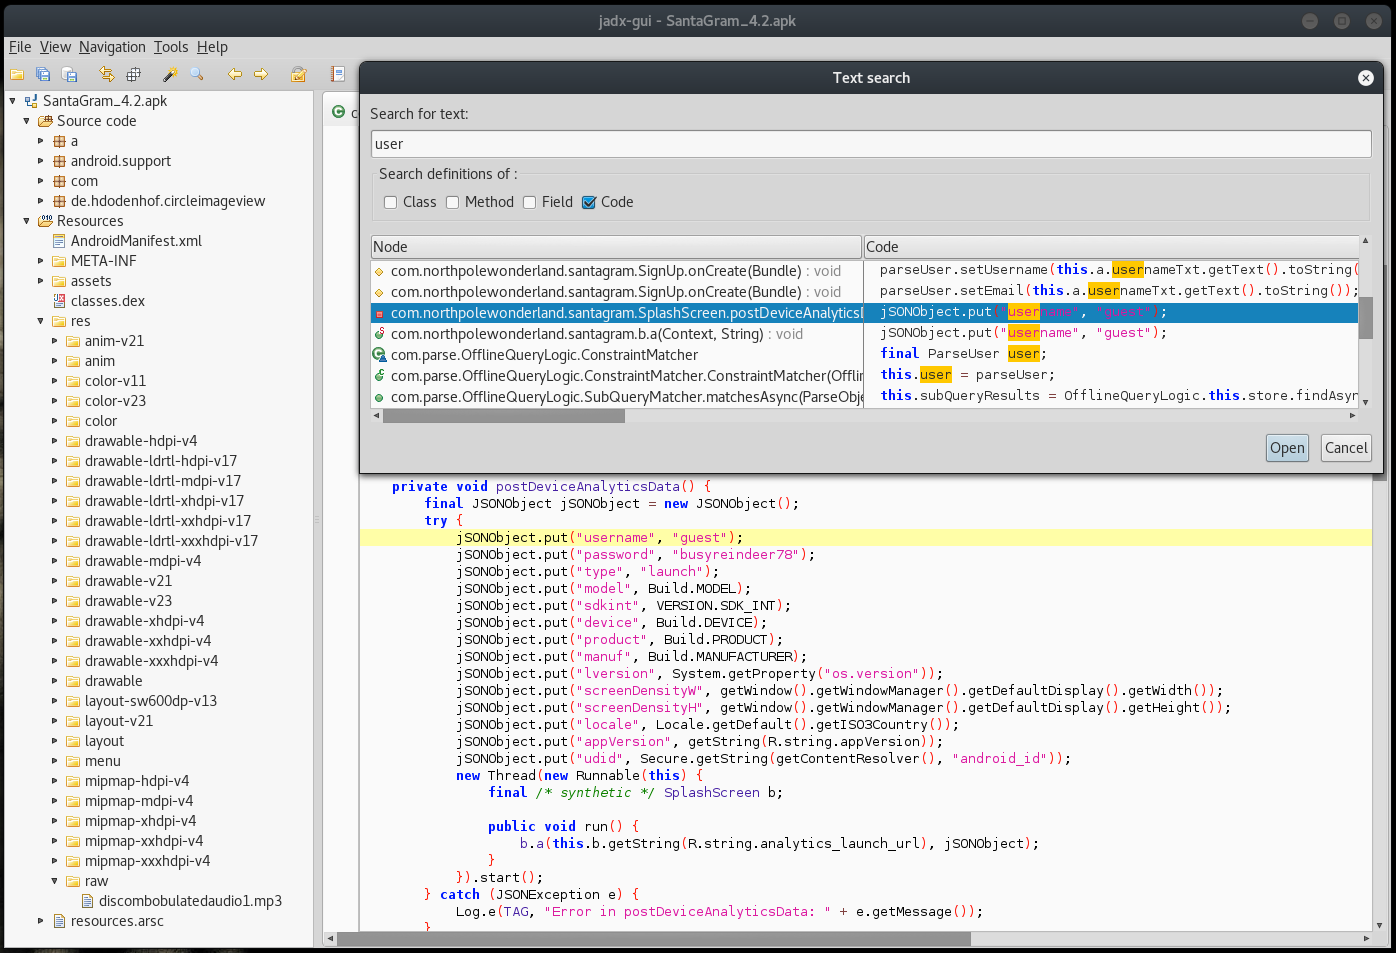 jadx-gui - SantaGram_4.2.apk
File View Navigation Tools Help
SantaGram_4.2.apk
Source code
a
android.support
com
de.hdodenhof.circleimageview
Resources
AndroidManifest.xml
META-INF
assets
classes.dex
res
anim-v21
anim
color-v11
color-v23
color
drawable-hdpi-v4
drawable-ldrtl-hdpi-v17
drawable-ldrtl-mdpi-v17
drawable-ldrtl-xhdpi-v17
drawable-ldrtl-xxhdpi-v17
drawable-ldrtl-xxxhdpi-v17
drawable-mdpi-v4
drawable-v21
drawable-v23
drawable-xhdpi-v4
drawable-xxhdpi-v4
drawable-xxxhdpi-v4
drawable
layout-sw600dp-v13
layout-v21
layout
menu
mipmap-hdpi-v4
mipmap-mdpi-v4
mipmap-xhdpi-v4
mipmap-xxhdpi-v4
mipmap-xxxhdpi-v4
raw
discombobulatedaudio1.mp3
resources.arsc
Text search
Search for text:
user
Search definitions of :
Class Method Field Code
Node Code
com.northpolewonderland.santagram.SignUp.onCreate(Bundle) : void parseUser.setUsername(this.a.usernameTxt.getText().toString(
com.northpolewonderland.santagram.SignUp.onCreate(Bundle) : void parseUser.setEmail(this.a.usernameTxt.getText().toString());
com.northpolewonderland.santagram.SplashScreen.postDeviceAnalyticsD jSONObject.put("username", "guest");
com.northpolewonderland.santagram.b.a(Context, String) : void jSONObject.put("username", "guest");
com.parse.OfflineQueryLogic.ConstraintMatcher final ParseUser user;
com.parse.OfflineQueryLogic.ConstraintMatcher.ConstraintMatcher(Offlin this.user = parseUser;
com.parse.OfflineQueryLogic.SubQueryMatcher.matchesAsync(ParseObje this.subQueryResults = OfflineQueryLogic.this.store.findAsyn
Open Cancel
private void postDeviceAnalyticsData() {
final JSONObject jSONObject = new JSONObject();
try {
jSONObject.put("username", "guest");
jSONObject.put("password", "busyreindeer78");
jSONObject.put("type", "launch");
jSONObject.put("model", Build.MODEL);
jSONObject.put("sdkint", VERSION.SDK_INT);
jSONObject.put("device", Build.DEVICE);
jSONObject.put("product", Build.PRODUCT);
jSONObject.put("manuf", Build.MANUFACTURER);
jSONObject.put("lversion", System.getProperty("os.version"));
jSONObject.put("screenDensityW", getWindow().getWindowManager().getDefaultDisplay().getWidth());
jSONObject.put("screenDensityH", getWindow().getWindowManager().getDefaultDisplay().getHeight());
jSONObject.put("locale", Locale.getDefault().getISO3Country());
jSONObject.put("appVersion", getString(R.string.appVersion));
jSONObject.put("udid", Secure.getString(getContentResolver(), "android_id"));
new Thread(new Runnable(this) {
final /* synthetic */ SplashScreen b;
public void run() {
b.a(this.b.getString(R.string.analytics_launch_url), jSONObject);
}
}).start();
} catch (JSONException e) {
Log.e(TAG, "Error in postDeviceAnalyticsData: " + e.getMessage());
}